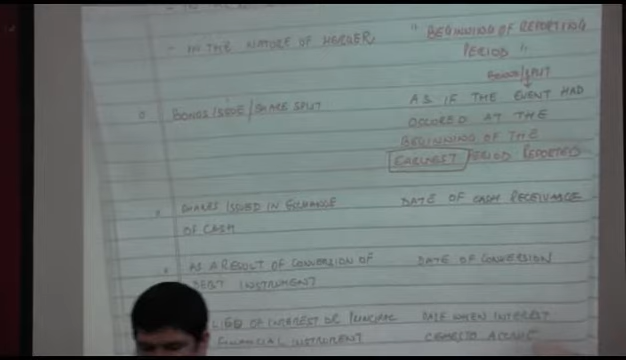 - IN THE NATURE OF MERGER
" BEGINNING OF REPORTING
PERIOD "
BONUS ISSUE / SHARE SPLIT
BONUS/SPLIT
AS IF THE EVENT HAD
OCCURED AT THE
BEGINNING OF THE
EARLIEST PERIOD REPORTED
SHARES ISSUED IN EXCHANGE
OF CASH
DATE OF CASH RECEIVANCE
AS A RESULT OF CONVERSION OF
DEBT INSTRUMENT
DATE OF CONVERSION
LIEU OF INTEREST OR PRINCIPAL
FINANCIAL INSTRUMENT
DATE WHEN INTEREST
CEASES TO ACCRUE